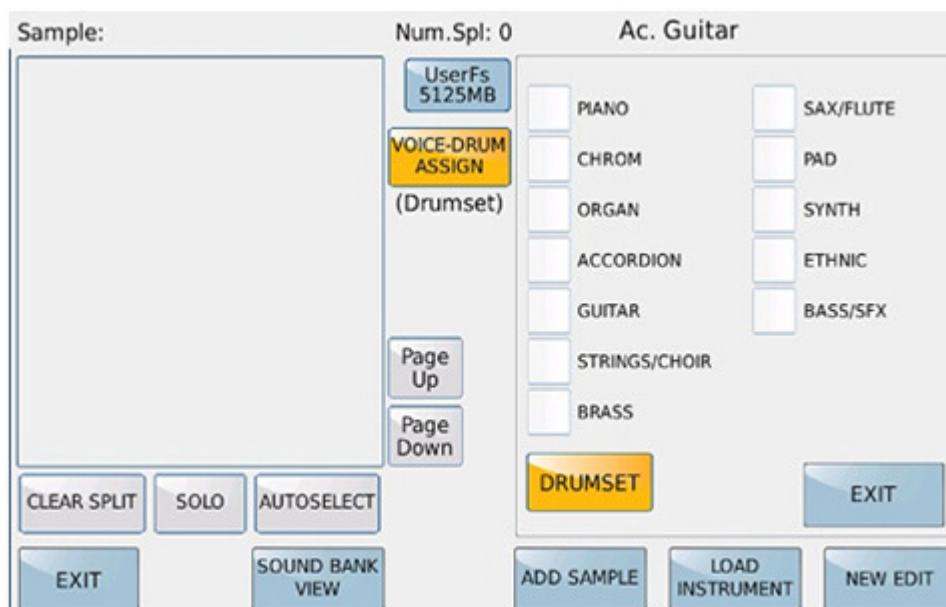 Sample:
Num.Spl: 0
Ac. Guitar
UserFs
5125MB
VOICE-DRUM
ASSIGN
(Drumset)
Page
Up
Page
Down
CLEAR SPLIT
SOLO
AUTOSELECT
EXIT
SOUND BANK
VIEW
PIANO
CHROM
ORGAN
ACCORDION
GUITAR
STRINGS/CHOIR
BRASS
SAX/FLUTE
PAD
SYNTH
ETHNIC
BASS/SFX
DRUMSET
EXIT
ADD SAMPLE
LOAD
INSTRUMENT
NEW EDIT